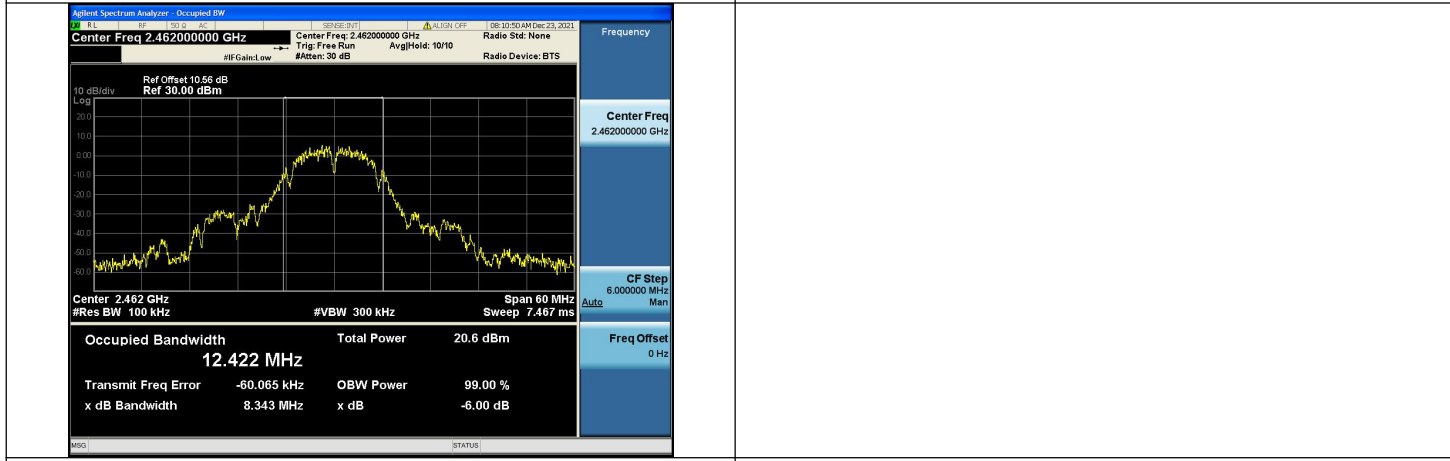 Agilent Spectrum Analyzer - Occupied BW
RL RF 50 Ω AC SENSE:INT ALIGN OFF 08:10:50 AM Dec 23, 2021
Center Freq 2.462000000 GHz
Center Freq: 2.462000000 GHz
Radio Std: None
Trig: Free Run Avg|Hold: 10/10
#IFGain:Low
#Atten: 30 dB
Radio Device: BTS
Ref Offset 10.56 dB
10 dB/div Ref 30.00 dBm
Log
20.0
10.0
0.00
-10.0
-20.0
-30.0
-40.0
-50.0
-60.0
Center 2.462 GHz
Span 60 MHz
#Res BW 100 kHz
#VBW 300 kHz
Sweep 7.467 ms
Occupied Bandwidth
Total Power 20.6 dBm
12.422 MHz
Transmit Freq Error -60.065 kHz
OBW Power 99.00 %
x dB Bandwidth 8.343 MHz
x dB -6.00 dB
MSG
STATUS
Frequency
Center Freq
2.462000000 GHz
CF Step
6.000000 MHz
Auto Man
Freq Offset
0 Hz